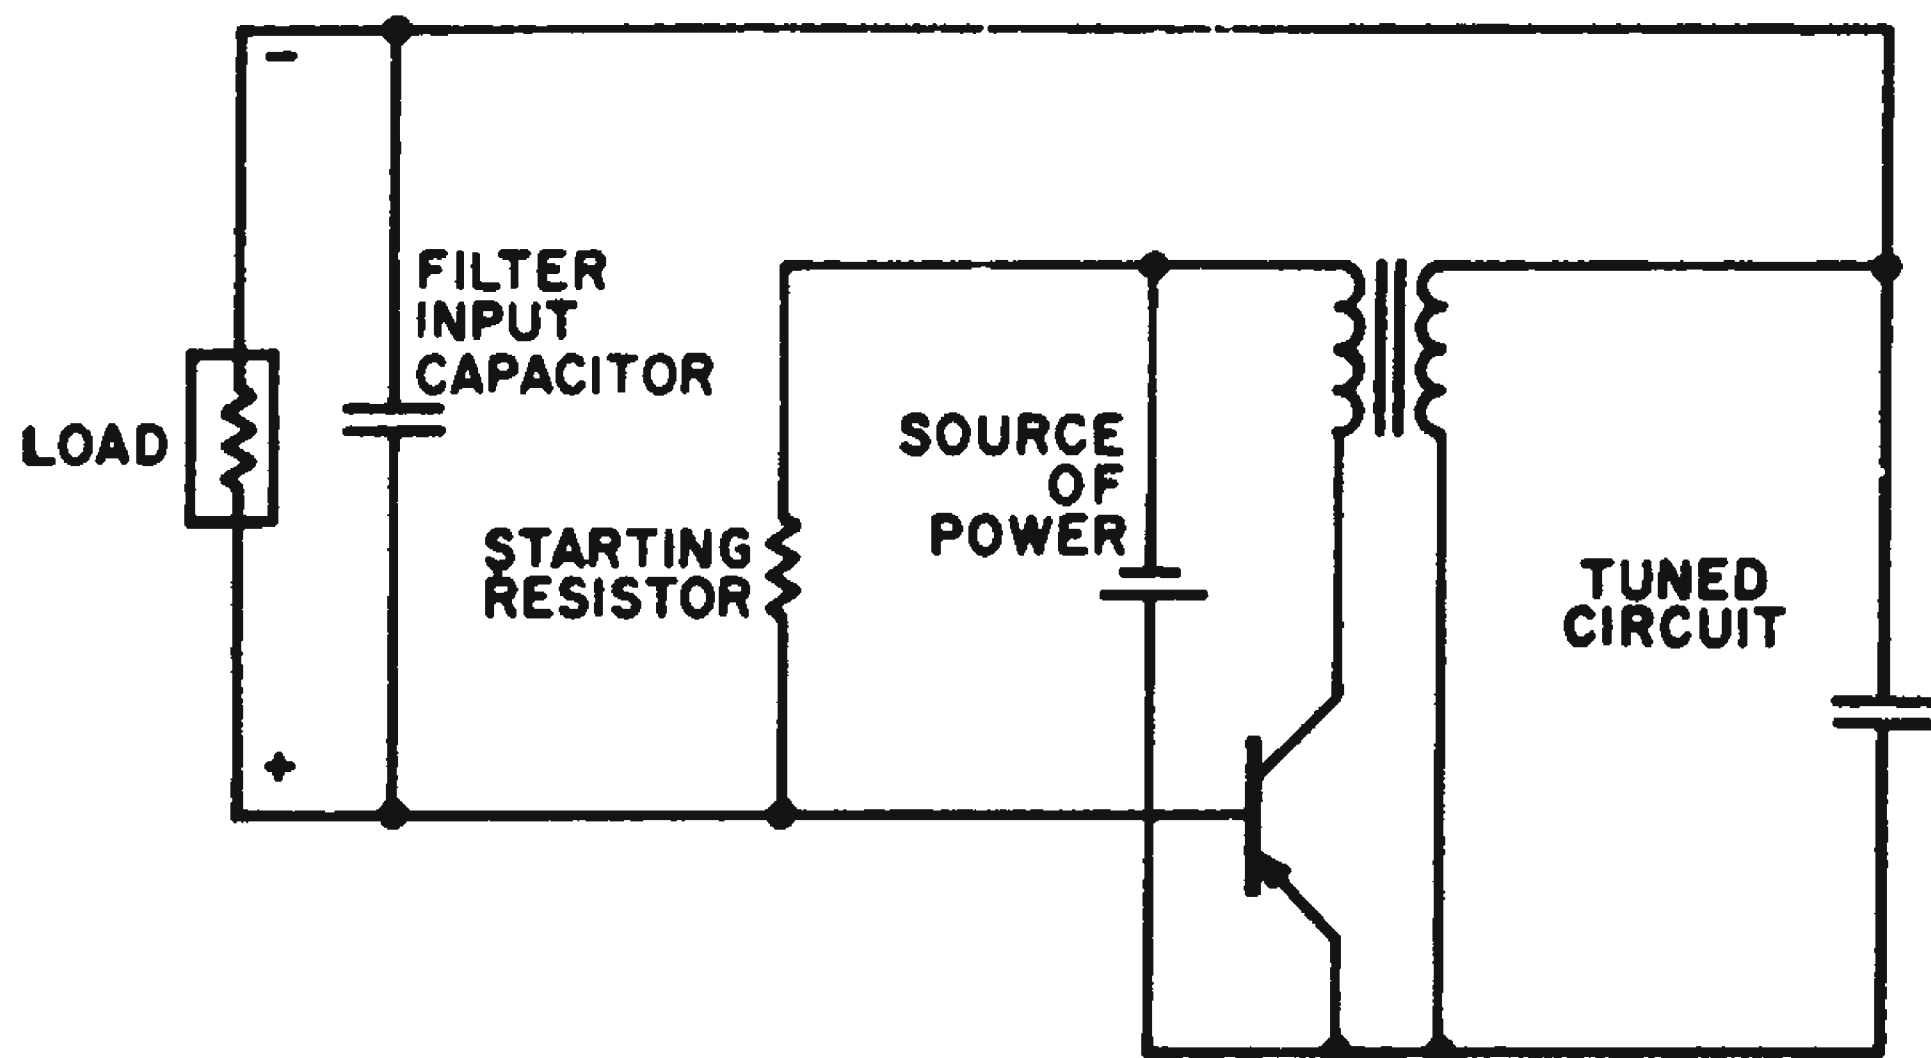 −
FILTER
INPUT
CAPACITOR
LOAD
SOURCE
OF
POWER
STARTING
RESISTOR
TUNED
CIRCUIT
+